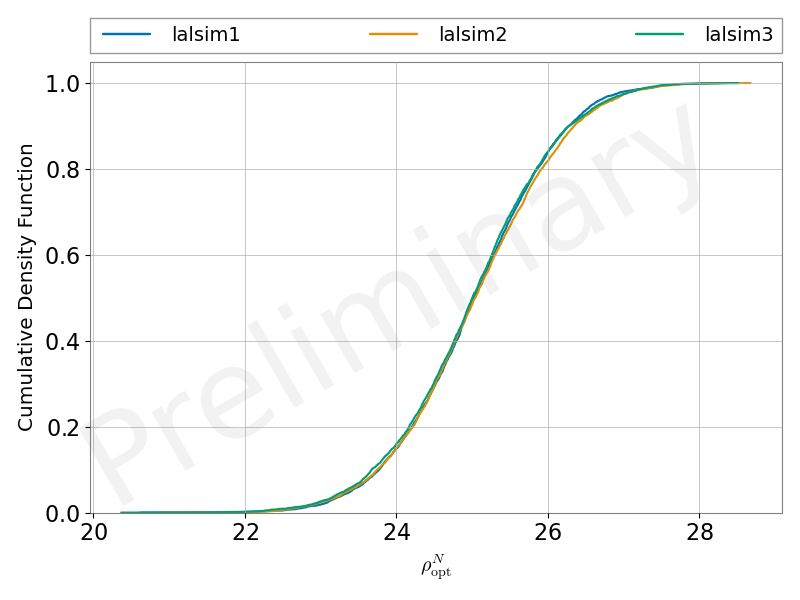 lalsim1 lalsim2 lalsim3
1.0
0.8
0.6
0.4
0.2
0.0
Cumulative Density Function
Preliminary
20 22 24 26 28
ρ^N_opt